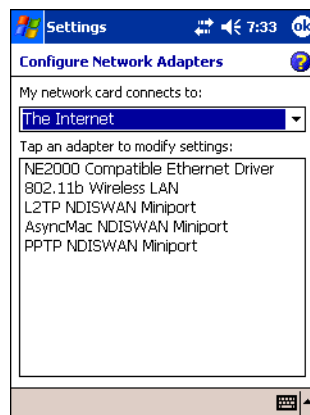 Settings 7:33 ok
Configure Network Adapters ?
My network card connects to:
The Internet
Tap an adapter to modify settings:
NE2000 Compatible Ethernet Driver
802.11b Wireless LAN
L2TP NDISWAN Miniport
AsyncMac NDISWAN Miniport
PPTP NDISWAN Miniport